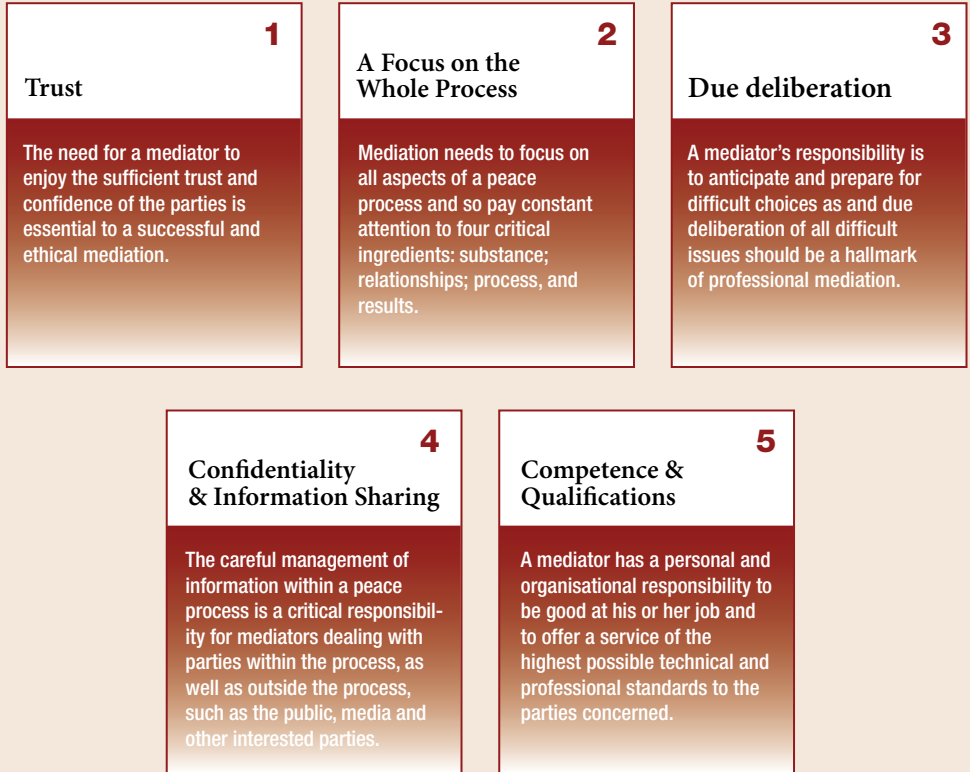 1
Trust
The need for a mediator to
enjoy the sufficient trust and
confidence of the parties is
essential to a successful and
ethical mediation.
2
A Focus on the
Whole Process
Mediation needs to focus on
all aspects of a peace
process and so pay constant
attention to four critical
ingredients: substance;
relationships; process, and
results.
3
Due deliberation
A mediator’s responsibility is
to anticipate and prepare for
difficult choices as and due
deliberation of all difficult
issues should be a hallmark
of professional mediation.
4
Confidentiality
& Information Sharing
The careful management of
information within a peace
process is a critical responsibil-
ity for mediators dealing with
parties within the process, as
well as outside the process,
such as the public, media and
other interested parties.
5
Competence &
Qualifications
A mediator has a personal and
organisational responsibility to
be good at his or her job and
to offer a service of the
highest possible technical and
professional standards to the
parties concerned.